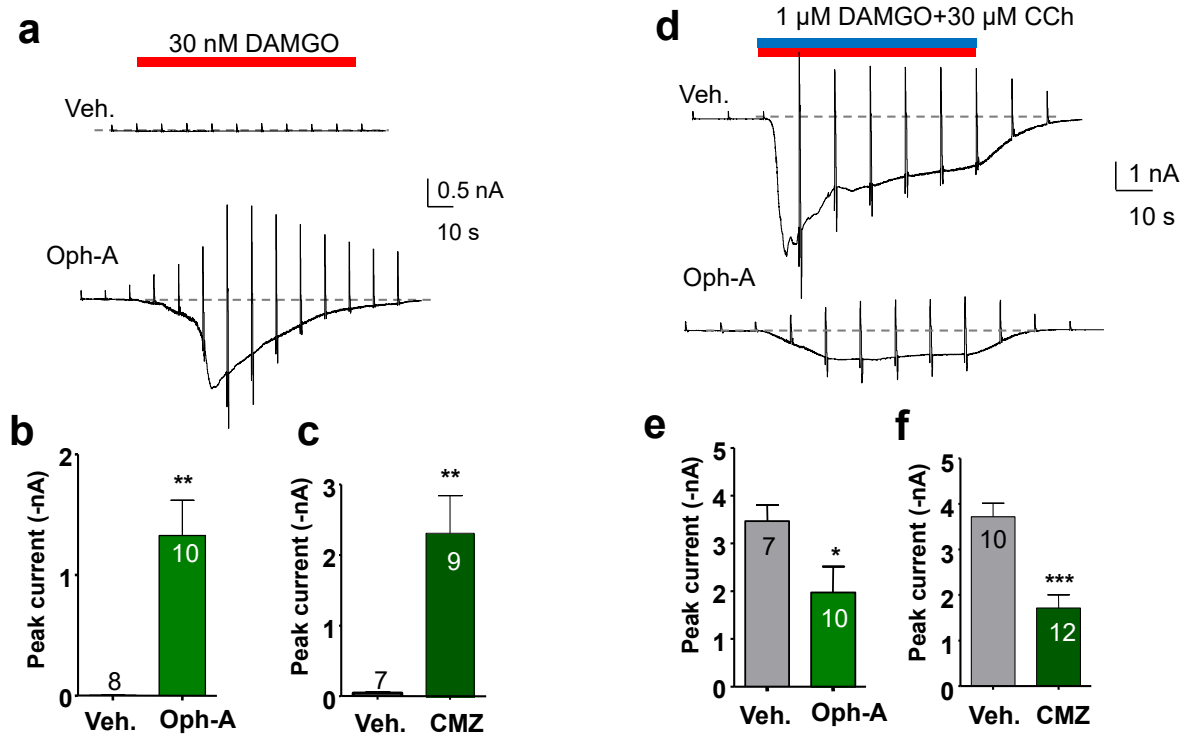 a
30 nM DAMGO
Veh.
0.5 nA
10 s
Oph-A
d
1 µM DAMGO+30 µM CCh
Veh.
1 nA
10 s
Oph-A
b
Peak current (-nA)
2
1
0
**
8
10
Veh. Oph-A
c
Peak current (-nA)
3
2
1
0
**
7
9
Veh. CMZ
e
Peak current (-nA)
5
4
3
2
1
0
*
7
10
Veh. Oph-A
f
Peak current (-nA)
5
4
3
2
1
0
***
10
12
Veh. CMZ